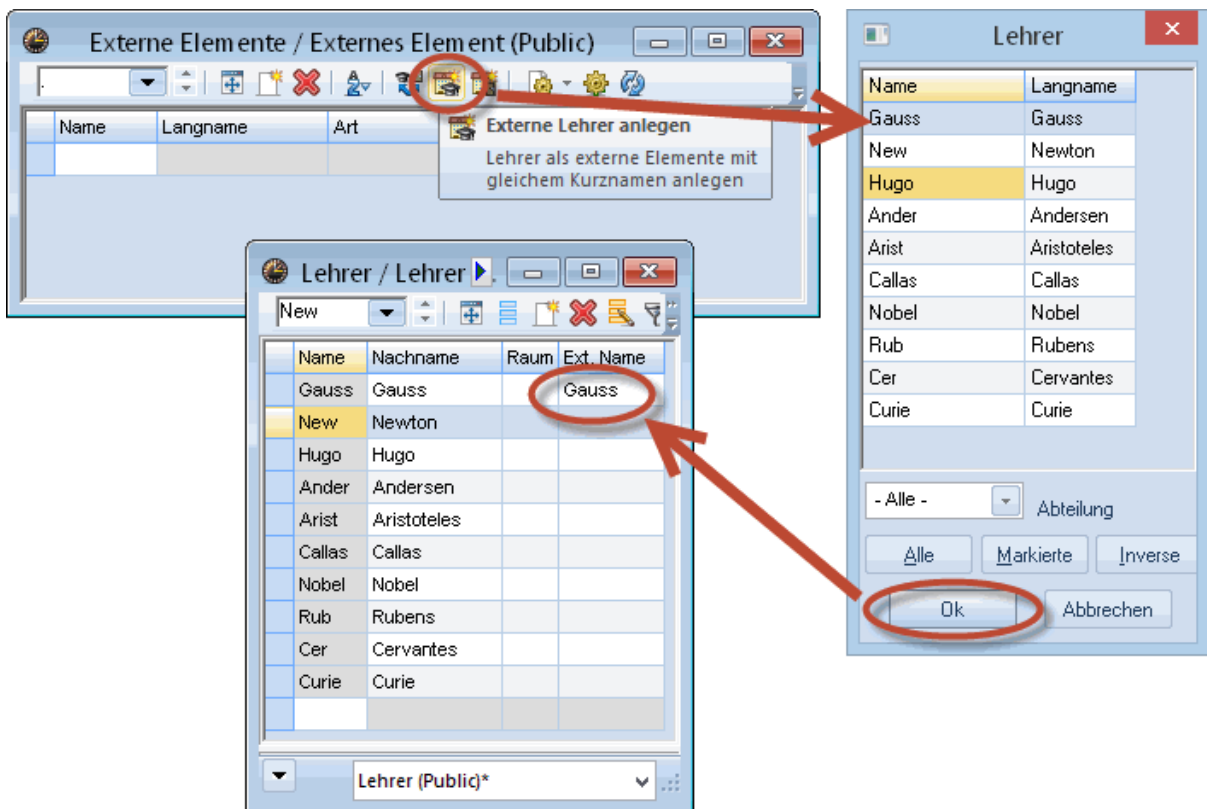 Externe Elemente / Externes Element (Public)
.
Name Langname Art
Externe Lehrer anlegen
Lehrer als externe Elemente mit
gleichem Kurznamen anlegen
Lehrer / Lehrer
New
Name Nachname Raum Ext. Name
Gauss Gauss Gauss
New Newton
Hugo Hugo
Ander Andersen
Arist Aristoteles
Callas Callas
Nobel Nobel
Rub Rubens
Cer Cervantes
Curie Curie
Lehrer (Public)*
Lehrer
Name Langname
Gauss Gauss
New Newton
Hugo Hugo
Ander Andersen
Arist Aristoteles
Callas Callas
Nobel Nobel
Rub Rubens
Cer Cervantes
Curie Curie
- Alle - Abteilung
Alle Markierte Inverse
Ok Abbrechen